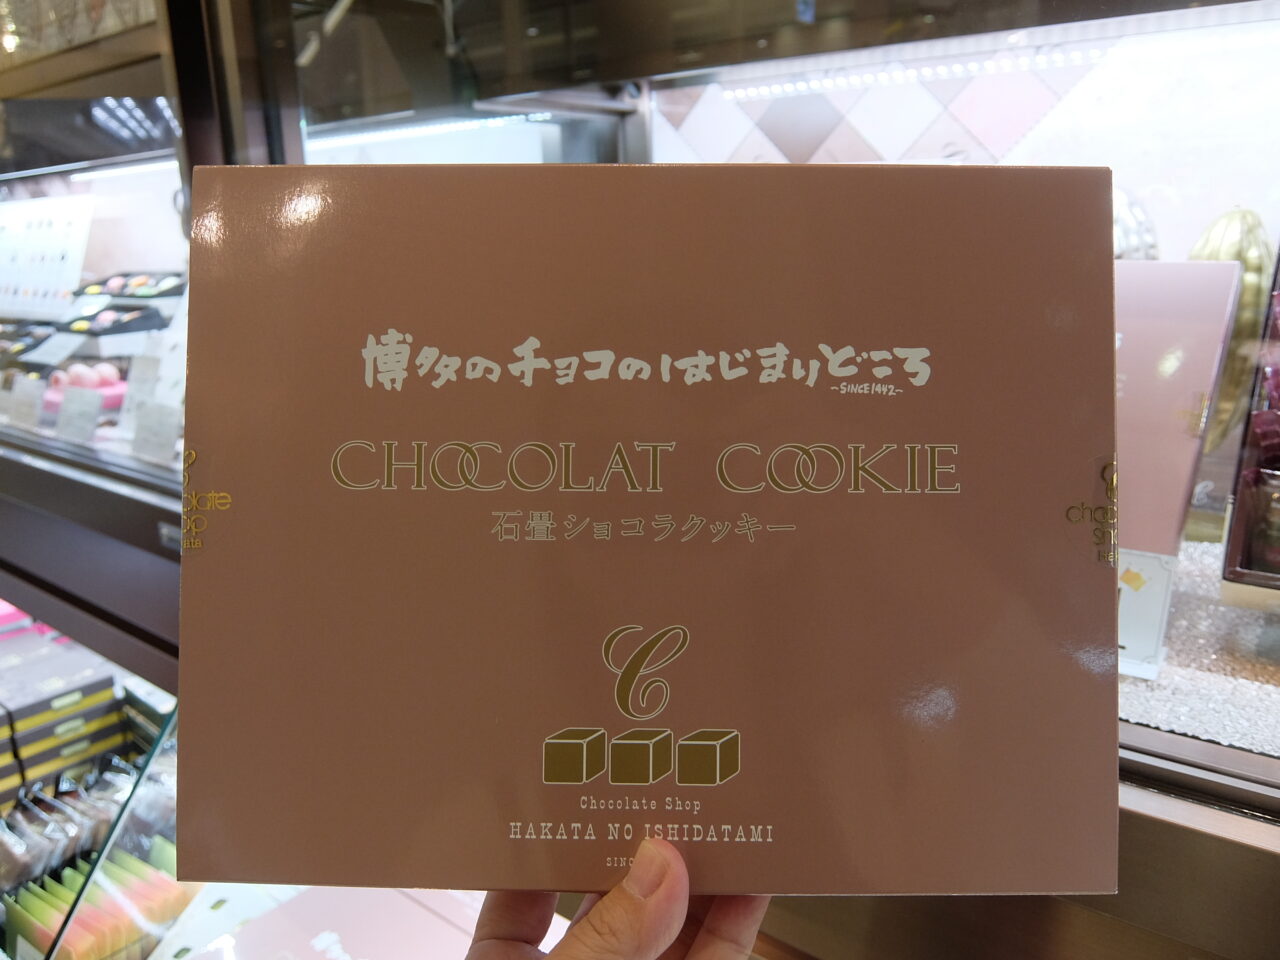 博多のチョコのはじまりどころ
~SINCE1942~
CHOCOLAT COOKIE
石畳ショコラクッキー
C
Chocolate Shop
HAKATA NO ISHIDATAMI